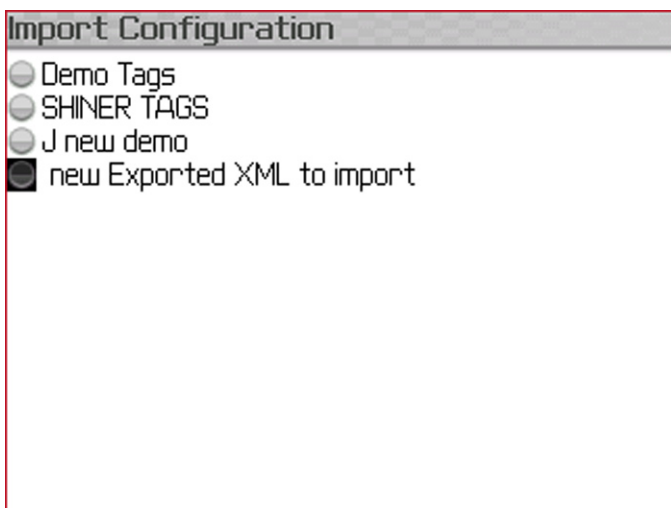 Import Configuration
Demo Tags
SHINER TAGS
J new demo
new Exported XML to import